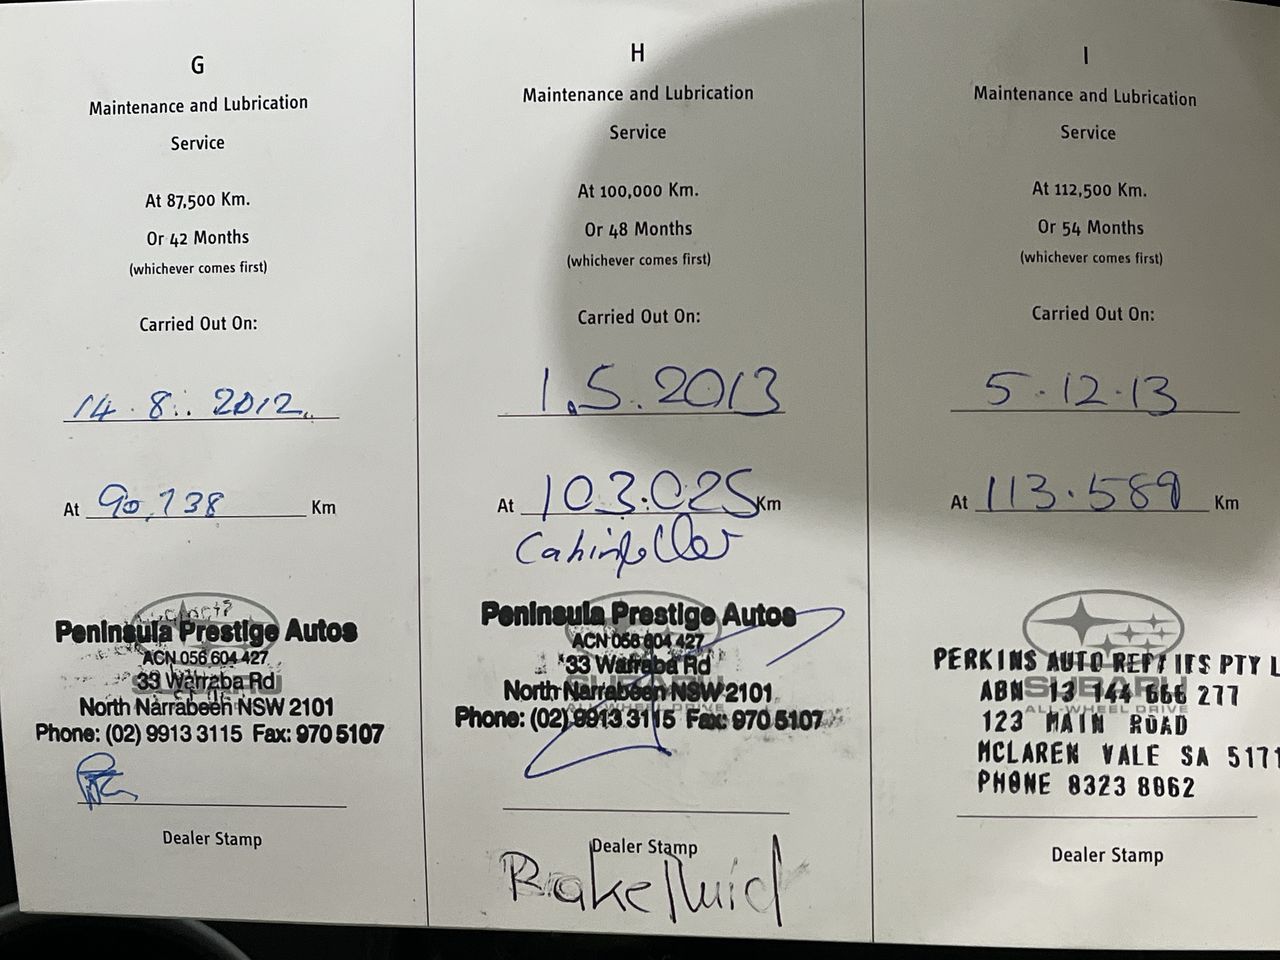 G
Maintenance and Lubrication
Service
At 87,500 Km.
Or 42 Months
(whichever comes first)
Carried Out On:
14.8.2012
At 90,738 Km
Peninsula Prestige Autos
ACN 056 604 427
33 Warraba Rd
North Narrabeen NSW 2101
Phone: (02) 9913 3115 Fax: 970 5107
Dealer Stamp
H
Maintenance and Lubrication
Service
At 100,000 Km.
Or 48 Months
(whichever comes first)
Carried Out On:
1.5.2013
At 103.025 Km
Peninsula Prestige Autos
ACN 056 604 427
33 Warraba Rd
North Narrabeen NSW 2101
Phone: (02) 9913 3115 Fax: 970 5107
Dealer Stamp
Brake fluid
I
Maintenance and Lubrication
Service
At 112,500 Km.
Or 54 Months
(whichever comes first)
Carried Out On:
5.12.13
At 113.589 Km
PERKINS AUTO PTY L
SUBARU
ABN 13 144 666 277
ALL-WHEEL DRIVE
123 MAIN ROAD
MCLAREN VALE SA 5171
PHONE 8323 8062
Dealer Stamp